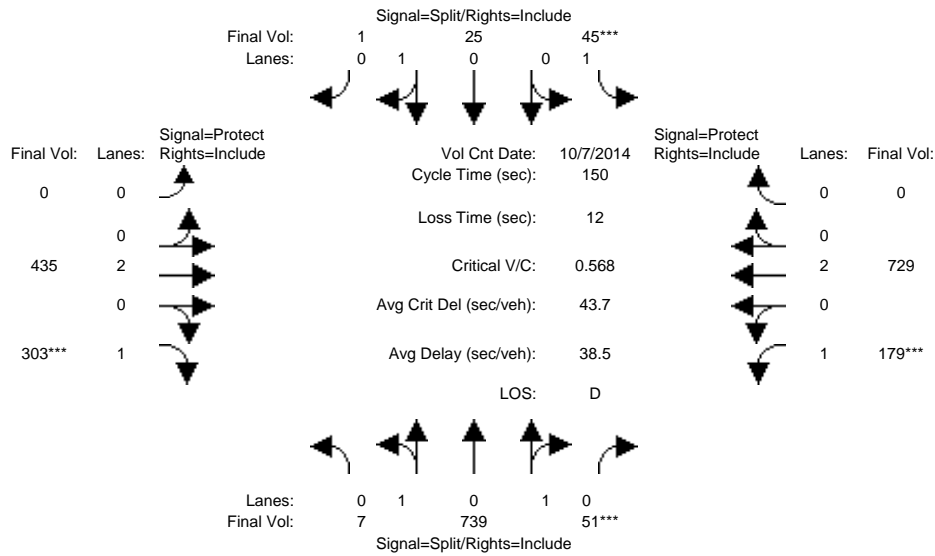 Signal=Split/Rights=Include
Final Vol: 1 25 45***
Lanes: 0 1 0 0 1
Signal=Protect Signal=Protect
Final Vol: Lanes: Rights=Include Vol Cnt Date: 10/7/2014 Rights=Include Lanes: Final Vol:
Cycle Time (sec): 150
0 0 0 0
Loss Time (sec): 12
0 0
435 2 Critical V/C: 0.568 2 729
0 Avg Crit Del (sec/veh): 43.7 0
303*** 1 Avg Delay (sec/veh): 38.5 1 179***
LOS: D
Lanes: 0 1 0 1 0
Final Vol: 7 739 51***
Signal=Split/Rights=Include